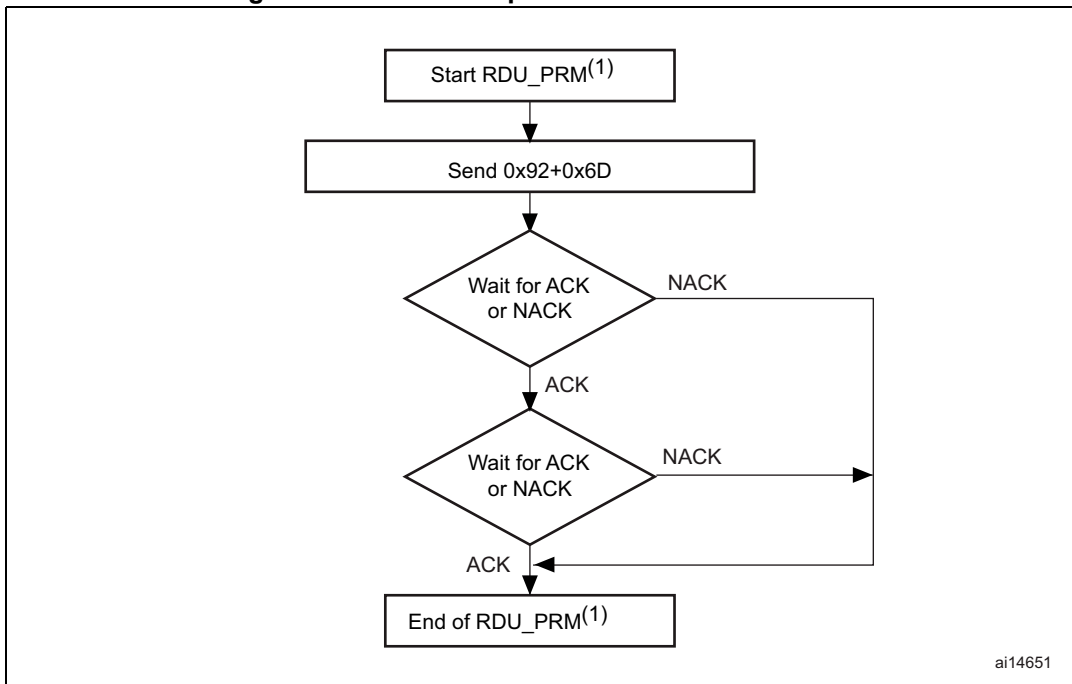 Start RDU_PRM(1)
Send 0x92+0x6D
Wait for ACK
or NACK
NACK
ACK
Wait for ACK
or NACK
NACK
ACK
End of RDU_PRM(1)
ai14651